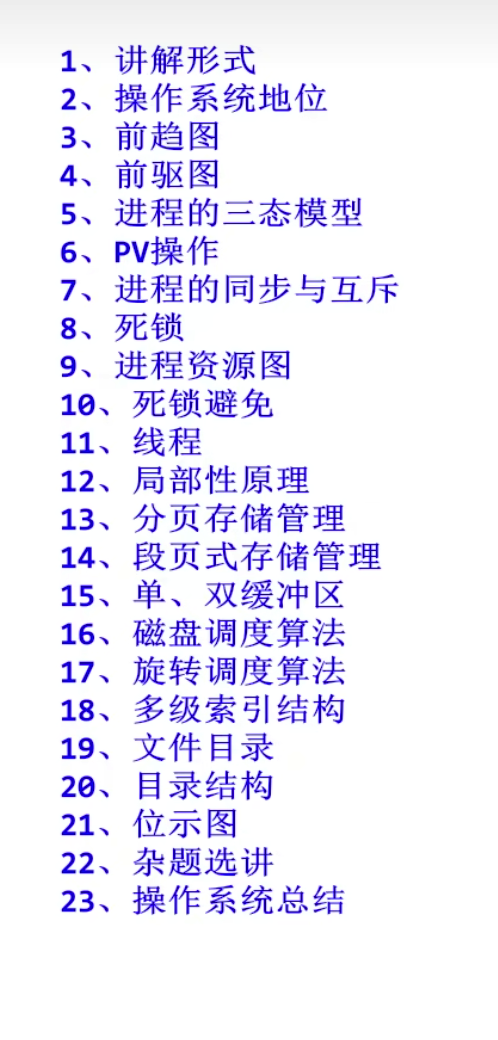 1、讲解形式
2、操作系统地位
3、前趋图
4、前驱图
5、进程的三态模型
6、PV操作
7、进程的同步与互斥
8、死锁
9、进程资源图
10、死锁避免
11、线程
12、局部性原理
13、分页存储管理
14、段页式存储管理
15、单、双缓冲区
16、磁盘调度算法
17、旋转调度算法
18、多级索引结构
19、文件目录
20、目录结构
21、位示图
22、杂题选讲
23、操作系统总结